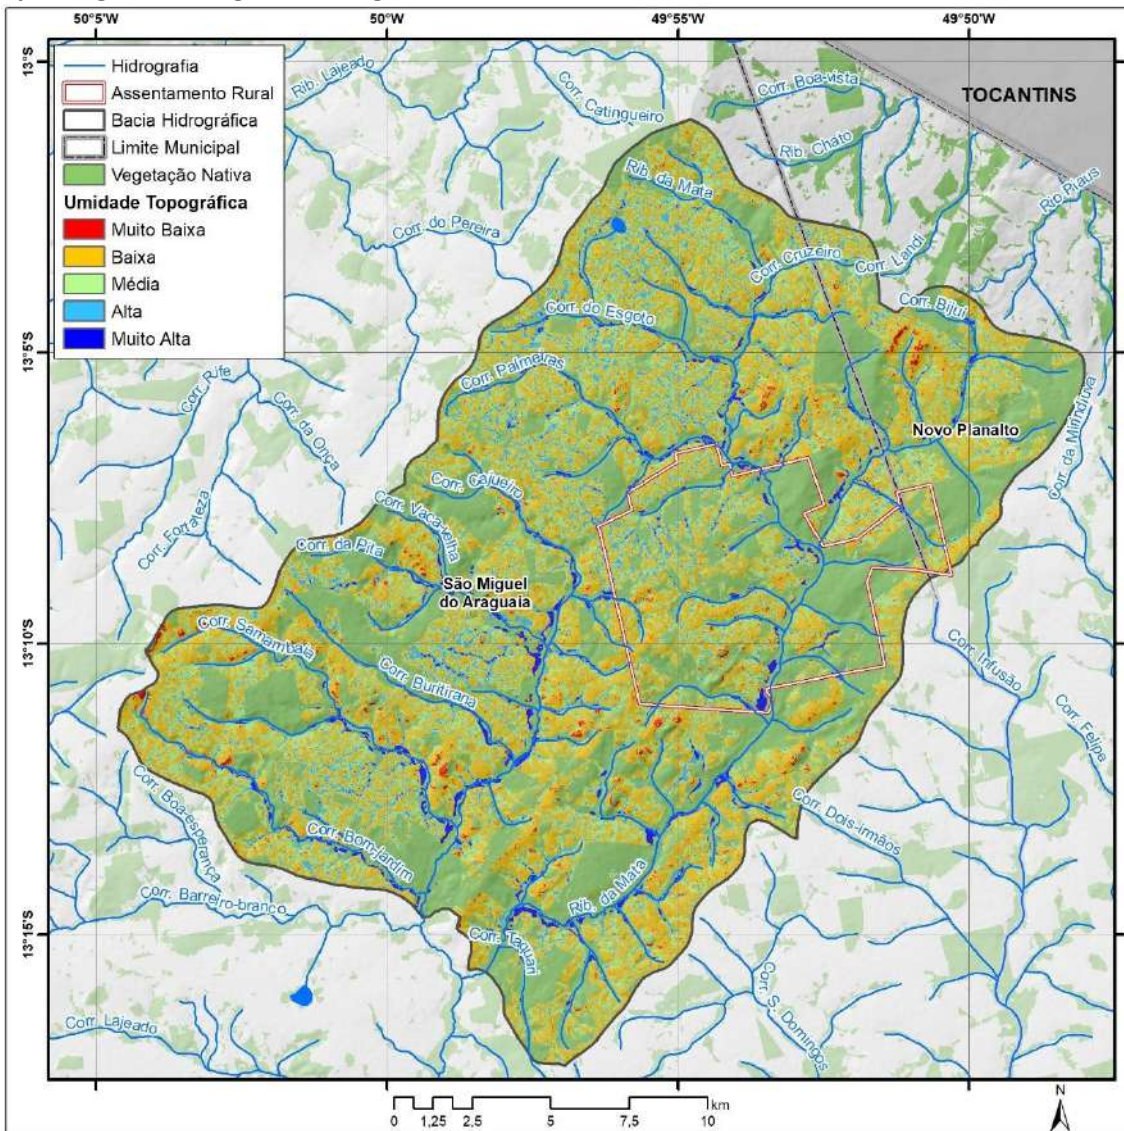 50°5'W 50°W 49°55'W 49°50'W
13°S
13°5'S
13°10'S
13°15'S
Hidrografia
Assentamento Rural
Bacia Hidrográfica
Limite Municipal
Vegetação Nativa
Umidade Topográfica
Muito Baixa
Baixa
Média
Alta
Muito Alta
TOCANTINS
Rib. Lajeado
Corr. Catingueiro
Corr. Boa-vista
Rib. Chato
Rib. da Mata
Rib. Piaus
Corr. do Pereira
Corr. Cruzeiro
Corr. Landi
Corr. Bijuí
Corr. do Esgoto
Corr. Palmeiras
Corr. Rife
Corr. da Onça
Novo Planalto
Corr. da Mirindiuva
Corr. Cajueiro
Corr. Vaca-velha
Corr. Fortaleza
Corr. da Pita
São Miguel
do Araguaia
Corr. Samambaia
Corr. Buritirana
Corr. Infusão
Corr. Felipe
Corr. Boa-esperança
Corr. Bom-jardim
Corr. Dois-irmãos
Corr. Barreiro-branco
Rib. da Mata
Corr. Taquari
Corr. S. Domingos
Corr. Lajeado
0 1,25 2,5 5 7,5 10
km
N